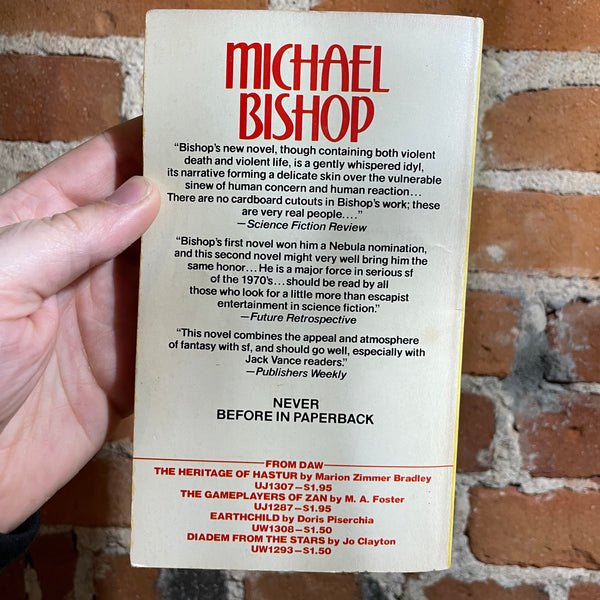 MICHAEL
BISHOP
“Bishop’s new novel, though containing both violent
death and violent life, is a gently whispered idyl,
its narrative forming a delicate skin over the vulnerable
sinew of human concern and human reaction...
There are no cardboard cutouts in Bishop’s work; these
are very real people....”
—Science Fiction Review
“Bishop’s first novel won him a Nebula nomination,
and this second novel might very well bring him the
same honor...He is a major force in serious sf
of the 1970’s...should be read by all
those who look for a little more than escapist
entertainment in science fiction.”
—Future Retrospective
“This novel combines the appeal and atmosphere
of fantasy with sf, and should go well, especially with
Jack Vance readers.”
—Publishers Weekly
NEVER
BEFORE IN PAPERBACK
FROM DAW
THE HERITAGE OF HASTUR by Marion Zimmer Bradley
UJ1307—$1.95
THE GAMEPLAYERS OF ZAN by M. A. Foster
UJ1287—$1.95
EARTHCHILD by Doris Piserchia
UW1308—$1.50
DIADEM FROM THE STARS by Jo Clayton
UW1293—$1.50